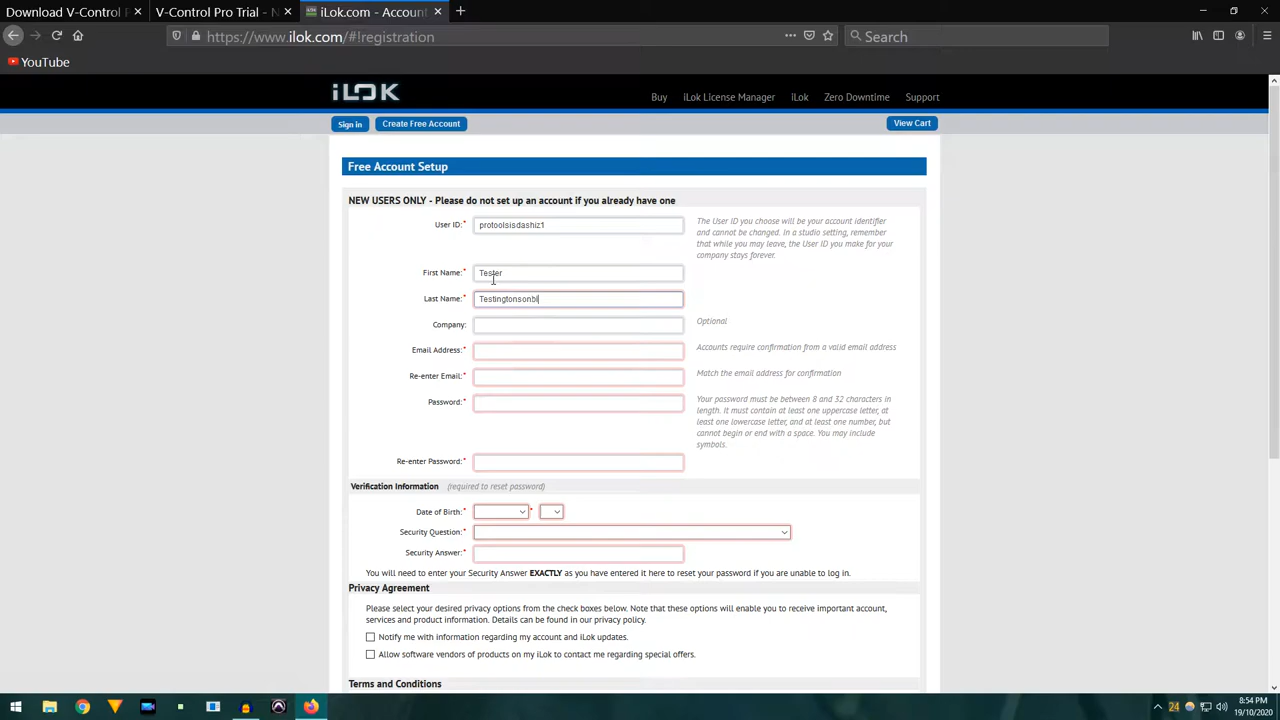 Download V-Control P
V-Control Pro Trial - N
iLok.com - Account
https://www.ilok.com/#!registration
Search
YouTube
iLOK
Buy
iLok License Manager
iLok
Zero Downtime
Support
Sign in
Create Free Account
View Cart
Free Account Setup
NEW USERS ONLY - Please do not set up an account if you already have one
User ID:* protoolsisdashiz1
The User ID you choose will be your account identifier
and cannot be changed. In a studio setting, remember
that while you may leave, the User ID you make for your
company stays forever.
First Name:* Tester
Last Name:* Testingtonsonbl
Company:
Optional
Email Address:*
Accounts require confirmation from a valid email address
Re-enter Email:*
Match the email address for confirmation
Password:*
Your password must be between 8 and 32 characters in
length. It must contain at least one uppercase letter, at
least one lowercase letter, and at least one number, but
cannot begin or end with a space. You may include
symbols.
Re-enter Password:*
Verification Information (required to reset password)
Date of Birth:* *
Security Question:*
Security Answer:*
You will need to enter your Security Answer EXACTLY as you have entered it here to reset your password if you are unable to log in.
Privacy Agreement
Please select your desired privacy options from the check boxes below. Note that these options will enable you to receive important account,
services and product information. Details can be found in our privacy policy.
Notify me with information regarding my account and iLok updates.
Allow software vendors of products on my iLok to contact me regarding special offers.
Terms and Conditions
24
8:54 PM
19/10/2020